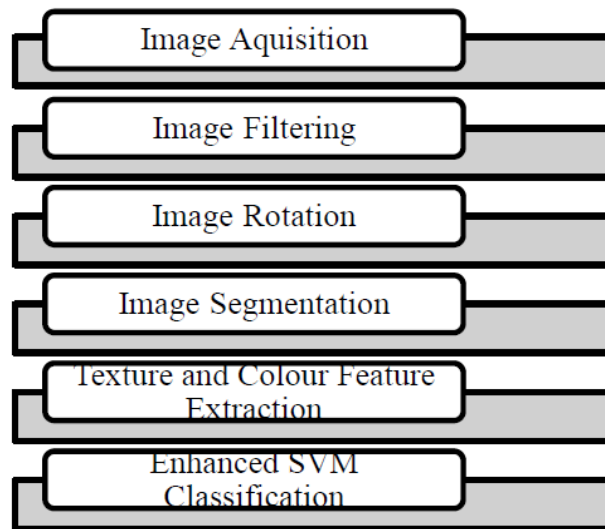 Image Aquisition
Image Filtering
Image Rotation
Image Segmentation
Texture and Colour Feature
Extraction
Enhanced SVM
Classification